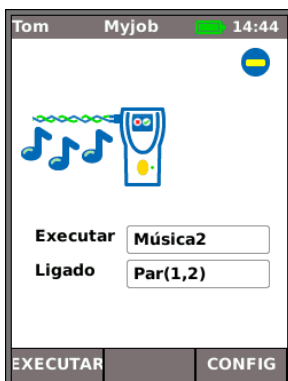 Tom Myjob 14:44
Executar Música2
Ligado Par(1,2)
EXECUTAR CONFIG